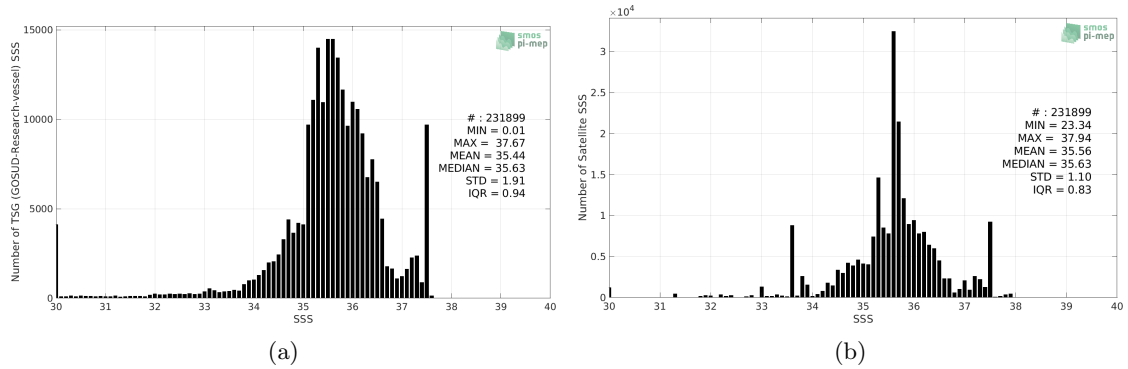 15000
10000
5000
0
Number of TSG (GOSUD-Research-vessel) SSS
smos
pi-mep
# : 231899
MIN = 0.01
MAX = 37.67
MEAN = 35.44
MEDIAN = 35.63
STD = 1.91
IQR = 0.94
30 31 32 33 34 35 36 37 38 39 40
SSS
(a)
×10⁴
3
2.5
2
1.5
1
0.5
0
Number of Satellite SSS
smos
pi-mep
# : 231899
MIN = 23.34
MAX = 37.94
MEAN = 35.56
MEDIAN = 35.63
STD = 1.10
IQR = 0.83
30 31 32 33 34 35 36 37 38 39 40
SSS
(b)